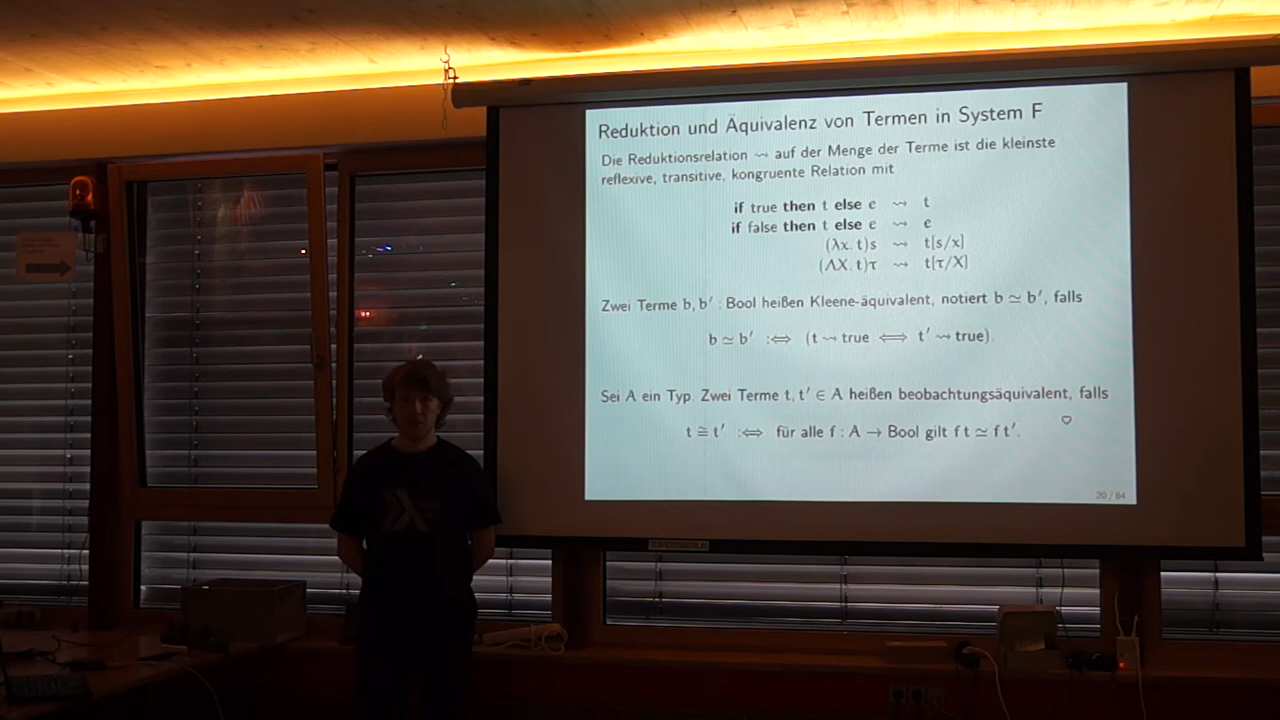 Reduktion und Äquivalenz von Termen in System F
Die Reduktionsrelation ⇝ auf der Menge der Terme ist die kleinste
reflexive, transitive, kongruente Relation mit
if true then t else e ⇝ t
if false then t else e ⇝ e
(λx. t)s ⇝ t[s/x]
(ΛX. t)τ ⇝ t[τ/X]
Zwei Terme b, b′ : Bool heißen Kleene-äquivalent, notiert b ≃ b′, falls
b ≃ b′ :⟺ (t ⇝ true ⟺ t′ ⇝ true).
Sei A ein Typ. Zwei Terme t, t′ ∈ A heißen beobachtungsäquivalent, falls
t ≅ t′ :⟺ für alle f : A → Bool gilt f t ≃ f t′.
20 / 84